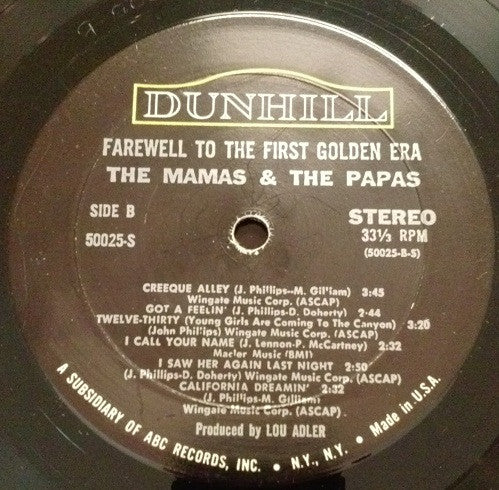 DUNHILL
FAREWELL TO THE FIRST GOLDEN ERA
THE MAMAS & THE PAPAS
SIDE B
50025-S
STEREO
33⅓ RPM
(50025-B-S)
CREEQUE ALLEY (J. Phillips--M. Gilliam) 3:45
Wingate Music Corp. (ASCAP)
GOT A FEELIN' (J. Phillips-D. Doherty) 2:44
TWELVE-THIRTY (Young Girls Are Coming To The Canyon) 3:20
(John Phillips) Wingate Music Corp. (ASCAP)
I CALL YOUR NAME (J. Lennon-P. McCartney) 2:32
Maclor Music (BMI)
I SAW HER AGAIN LAST NIGHT 2:50
(J. Phillips-D. Doherty) Wingate Music Corp. (ASCAP)
CALIFORNIA DREAMIN' 2:32
(J. Phillips-M. Gilliam)
Wingate Music Corp. (ASCAP)
Produced by LOU ADLER
A SUBSIDIARY OF ABC RECORDS, INC. • N.Y., N.Y. • Made in U.S.A.